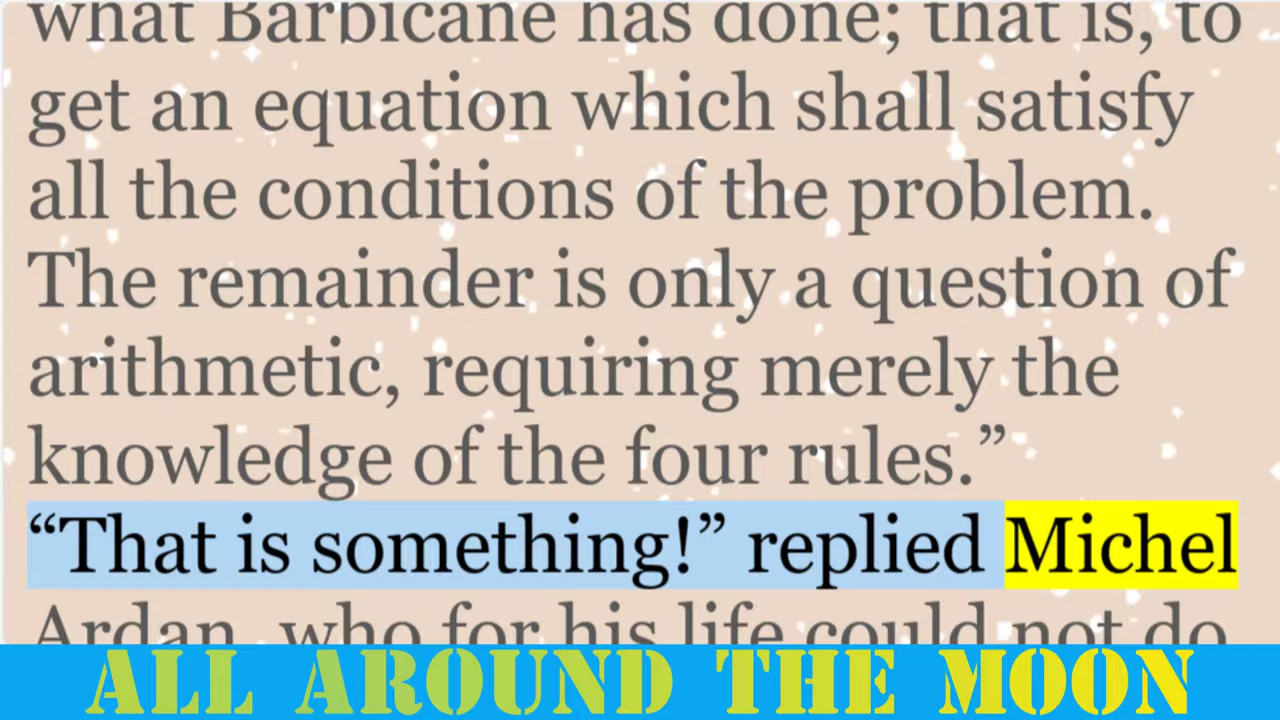 what Barbicane has done; that is, to
get an equation which shall satisfy
all the conditions of the problem.
The remainder is only a question of
arithmetic, requiring merely the
knowledge of the four rules.”
“That is something!” replied Michel
Ardan, who for his life could not do
ALL AROUND THE MOON